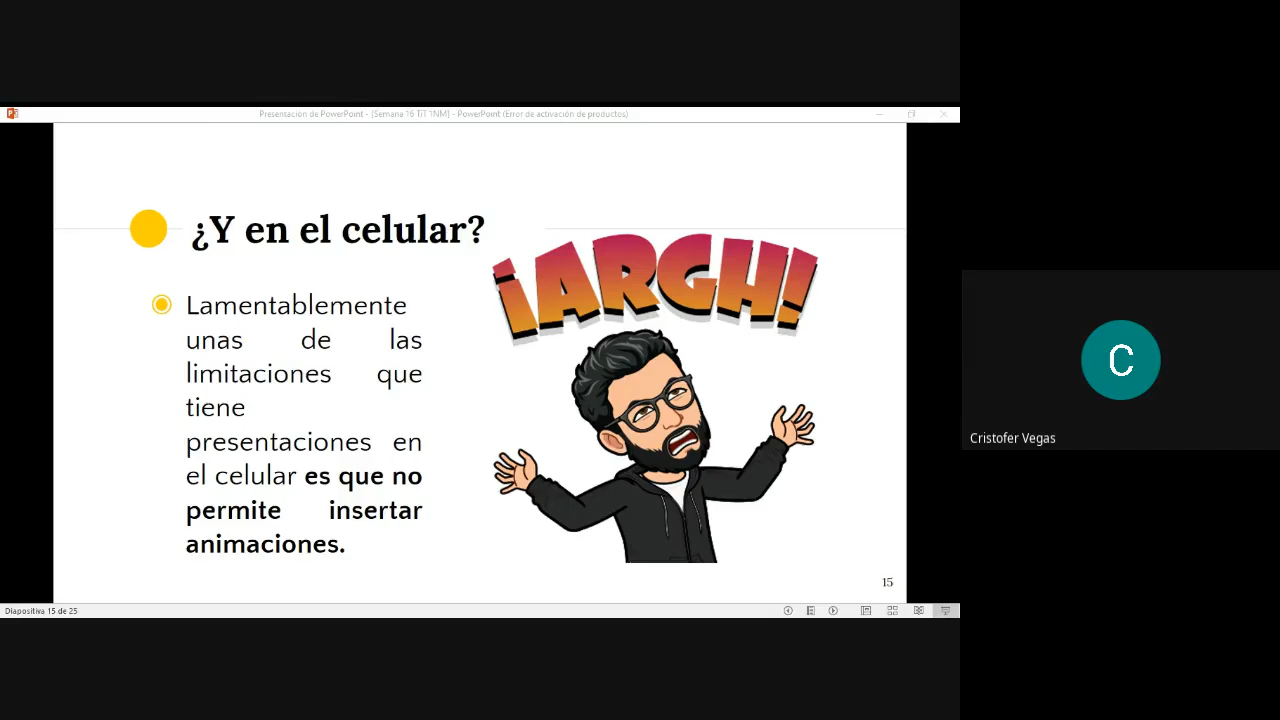 Presentación de PowerPoint - [Semana 16 TiT 1NM] - PowerPoint (Error de activación de productos)
¿Y en el celular?
¡ARGH!
Lamentablemente
unas de las
limitaciones que
tiene
presentaciones en
el celular es que no
permite insertar
animaciones.
C
Cristofer Vegas
15
Diapositiva 15 de 25